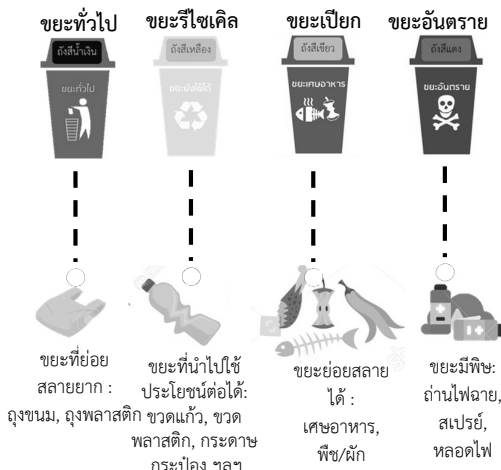 ขยะทั่วไป
ขยะรีไซเคิล
ขยะเปียก
ขยะอันตราย
ถังสีน้ำเงิน
ถังสีเหลือง
ถังสีเขียว
ถังสีแดง
ขยะทั่วไป
ขยะยังใช้ได้
ขยะเศษอาหาร
ขยะอันตราย
ขยะที่ย่อย
สลายยาก :
ถุงขนม, ถุงพลาสติก
ขยะที่นำไปใช้
ประโยชน์ต่อได้:
ขวดแก้ว, ขวด
พลาสติก, กระดาษ
กระป๋อง ฯลฯ
ขยะย่อยสลาย
ได้ :
เศษอาหาร,
พืช/ผัก
ขยะมีพิษ:
ถ่านไฟฉาย,
สเปรย์,
หลอดไฟ